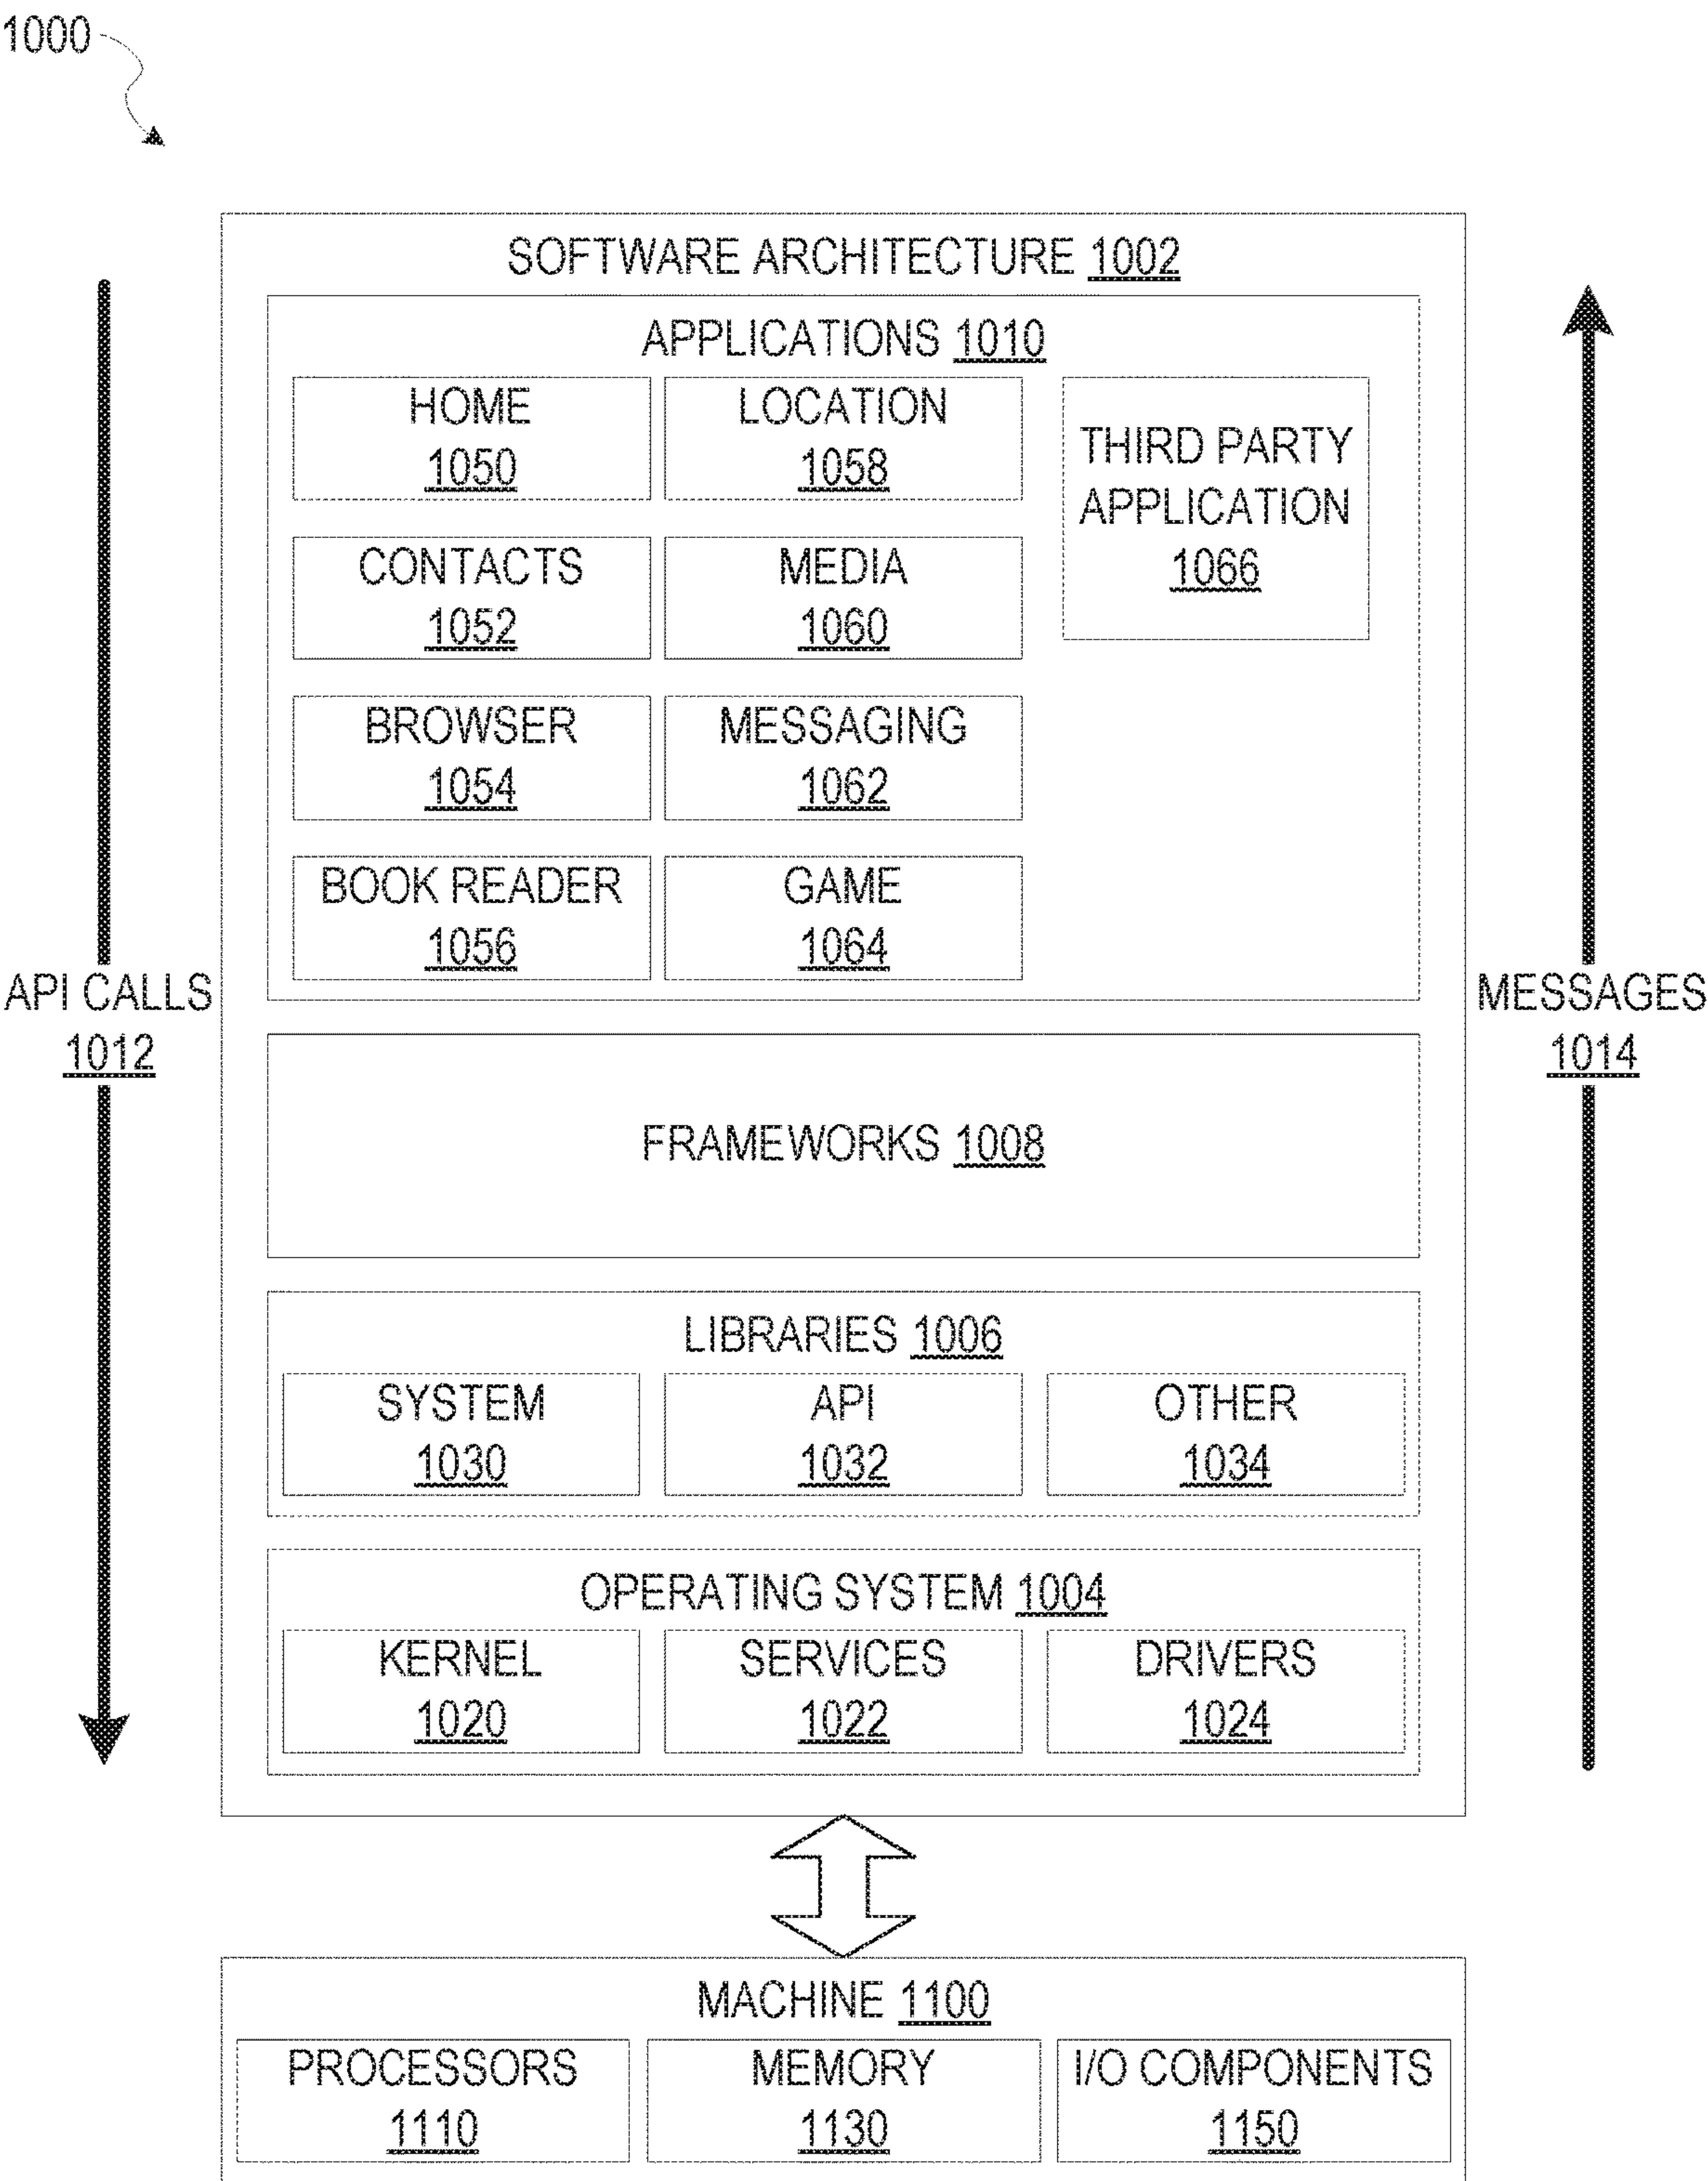 1000
SOFTWARE ARCHITECTURE 1002
APPLICATIONS 1010
HOME
1050
LOCATION
1058
THIRD PARTY
APPLICATION
1066
CONTACTS
1052
MEDIA
1060
BROWSER
1054
MESSAGING
1062
BOOK READER
1056
GAME
1064
API CALLS
1012
MESSAGES
1014
FRAMEWORKS 1008
LIBRARIES 1006
SYSTEM
1030
API
1032
OTHER
1034
OPERATING SYSTEM 1004
KERNEL
1020
SERVICES
1022
DRIVERS
1024
MACHINE 1100
PROCESSORS
1110
MEMORY
1130
I/O COMPONENTS
1150